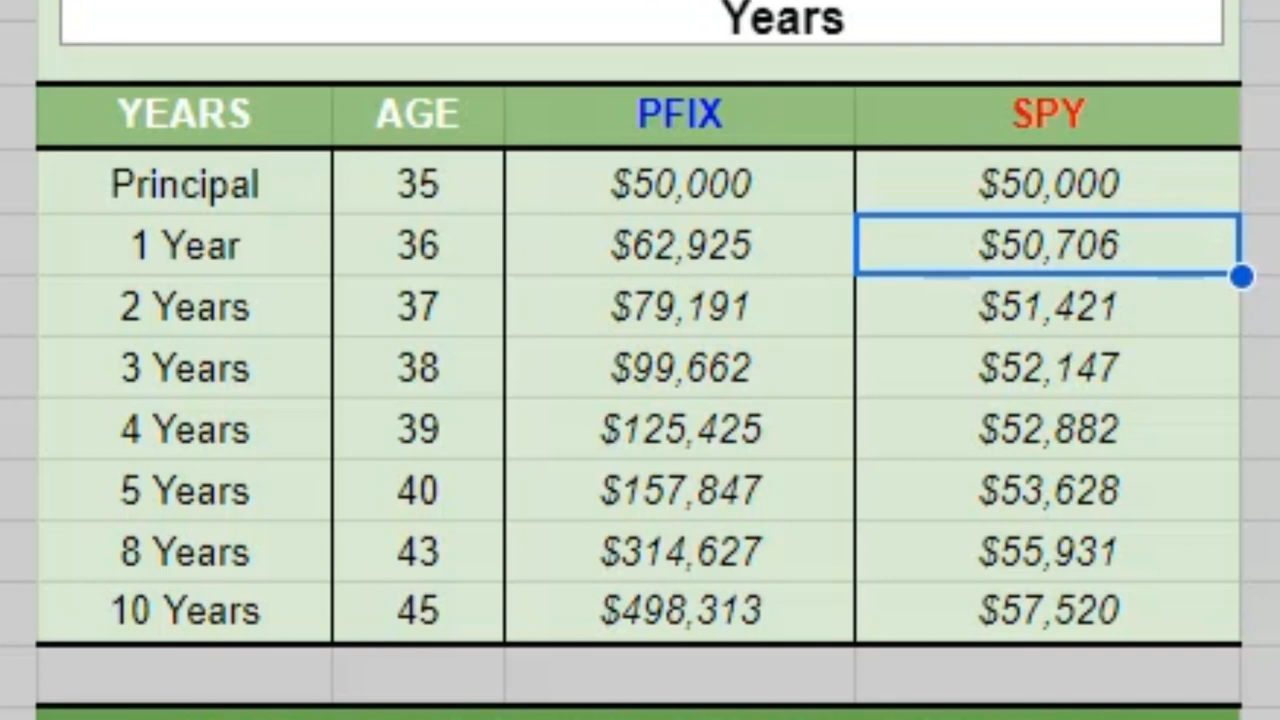 Years
YEARS AGE PFIX SPY
Principal 35 $50,000 $50,000
1 Year 36 $62,925 $50,706
2 Years 37 $79,191 $51,421
3 Years 38 $99,662 $52,147
4 Years 39 $125,425 $52,882
5 Years 40 $157,847 $53,628
8 Years 43 $314,627 $55,931
10 Years 45 $498,313 $57,520